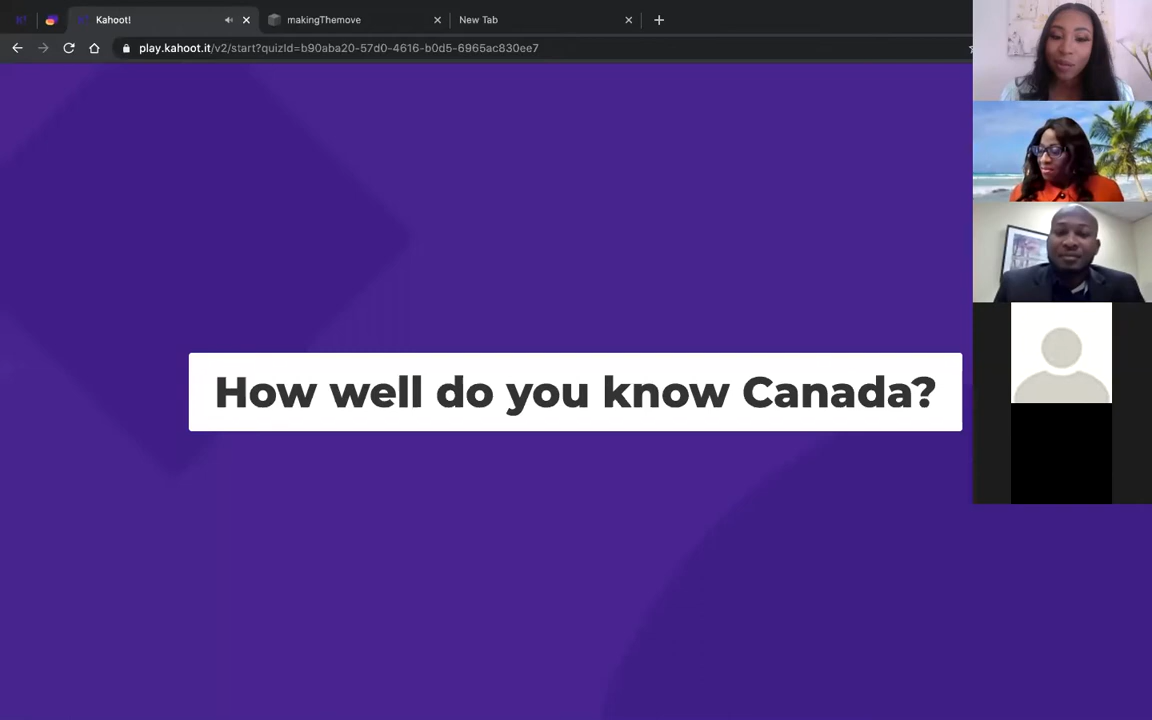 Kahoot!
makingThemove
New Tab
play.kahoot.it/v2/start?quizId=b90aba20-57d0-4616-b0d5-6965ac830ee7
How well do you know Canada?